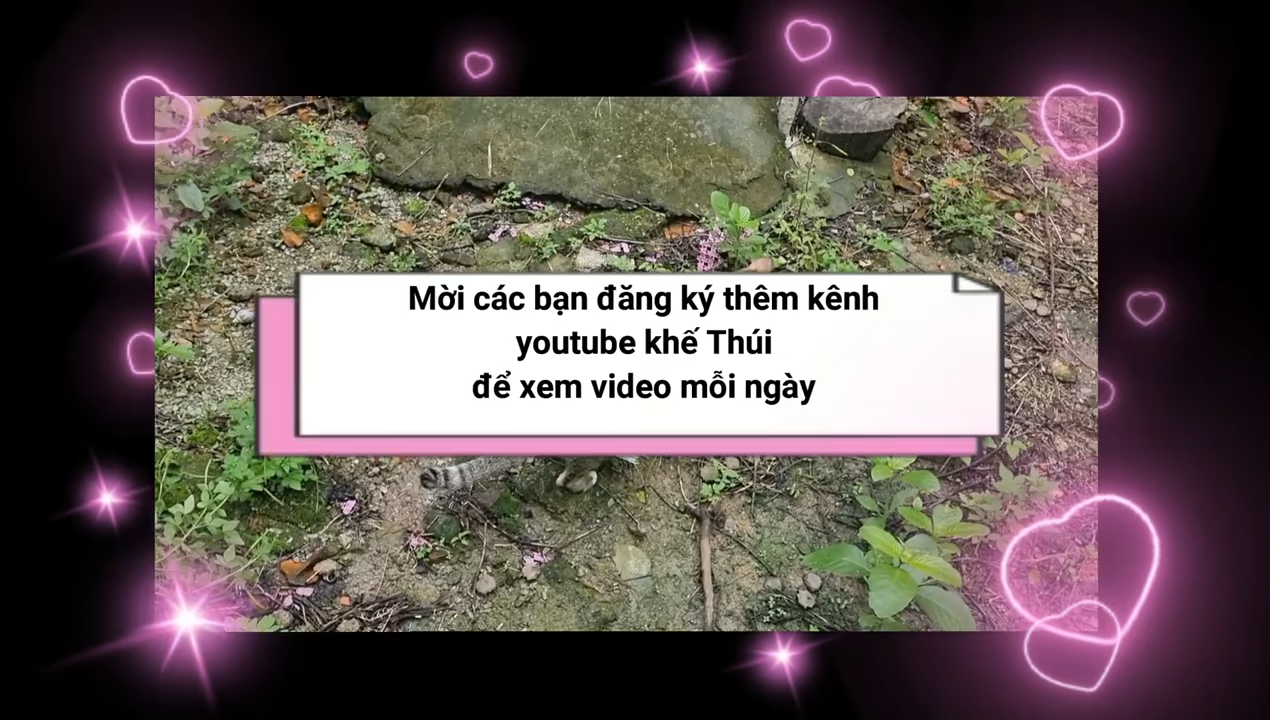 Mời các bạn đăng ký thêm kênh
youtube khế Thúi
để xem video mỗi ngày